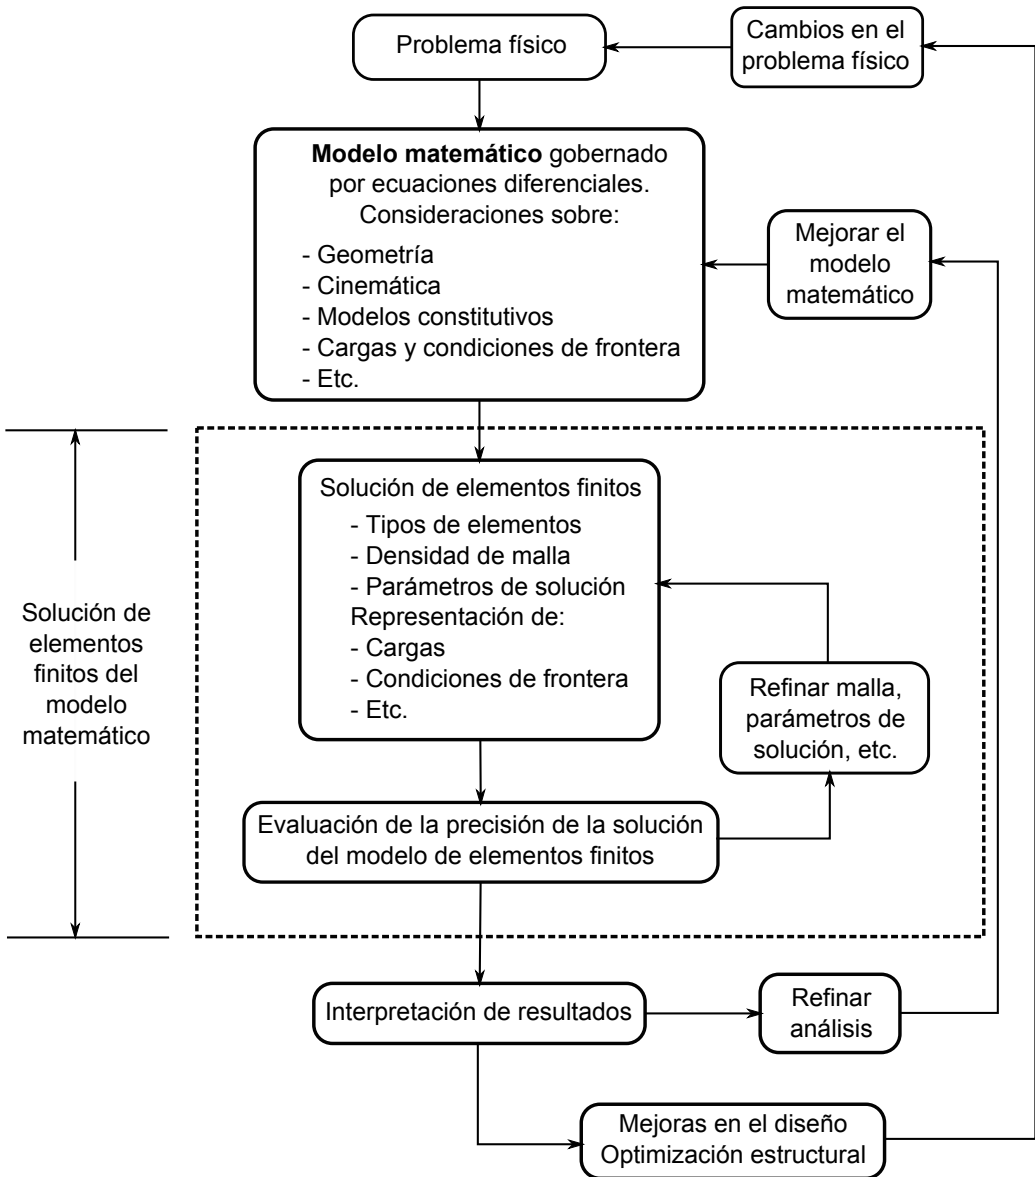 Problema físico
Cambios en el
problema físico
Modelo matemático gobernado
por ecuaciones diferenciales.
Consideraciones sobre:
- Geometría
- Cinemática
- Modelos constitutivos
- Cargas y condiciones de frontera
- Etc.
Mejorar el
modelo
matemático
Solución de elementos finitos
- Tipos de elementos
- Densidad de malla
- Parámetros de solución
Representación de:
- Cargas
- Condiciones de frontera
- Etc.
Solución de
elementos
finitos del
modelo
matemático
Refinar malla,
parámetros de
solución, etc.
Evaluación de la precisión de la solución
del modelo de elementos finitos
Interpretación de resultados
Refinar
análisis
Mejoras en el diseño
Optimización estructural